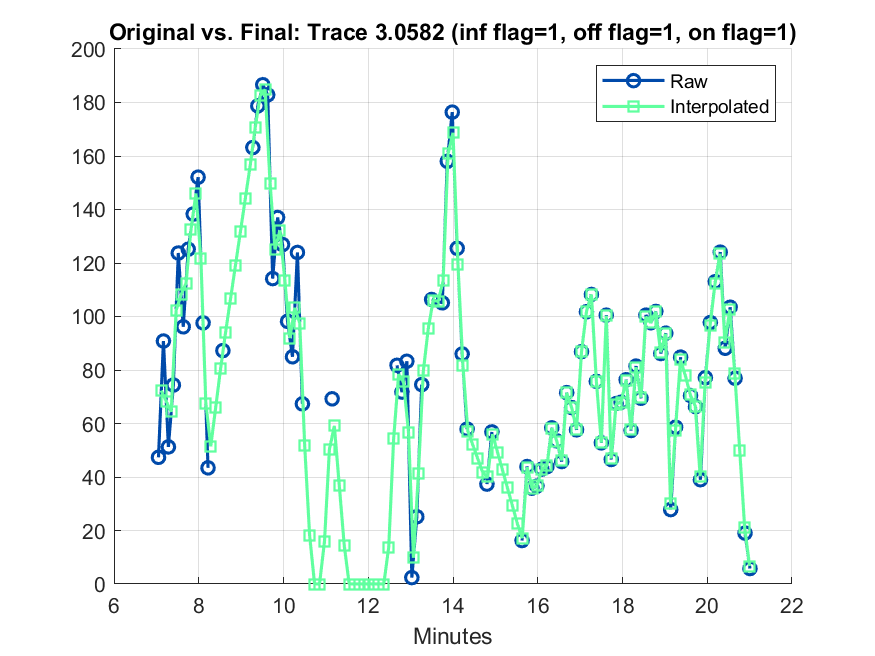 Original vs. Final: Trace 3.0582 (inf flag=1, off flag=1, on flag=1)
200
180
160
140
120
100
80
60
40
20
0
Raw
Interpolated
6 8 10 12 14 16 18 20 22
Minutes